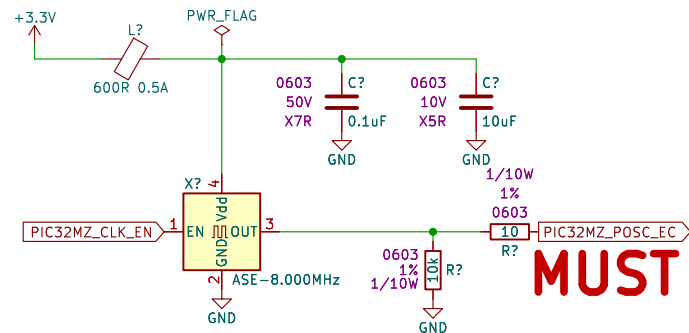 PWR_FLAG
+3.3V
L?
600R 0.5A
0603
50V
X7R
C?
0.1uF
GND
0603
10V
X5R
C?
10uF
GND
X?
4
Vdd
PIC32MZ_CLK_EN
1
EN
OUT
3
GND
2
ASE-8.000MHz
GND
0603
1%
1/10W
10k
R?
GND
1/10W
1%
0603
10
R?
PIC32MZ_POSC_EC
MUST